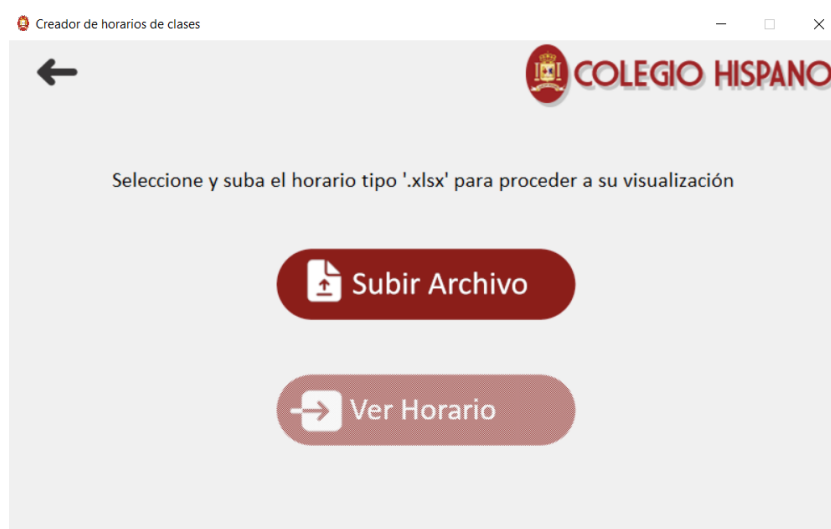 Creador de horarios de clases
COLEGIO HISPANO
Seleccione y suba el horario tipo '.xlsx' para proceder a su visualización
Subir Archivo
Ver Horario